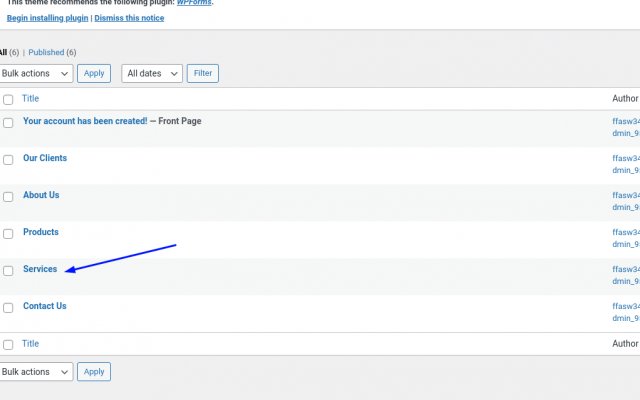 This theme recommends the following plugin: WPForms.
Begin installing plugin | Dismiss this notice
All (6) | Published (6)
Bulk actions Apply All dates Filter
Title Author
Your account has been created! — Front Page ffasw34
dmin_9
Our Clients ffasw34
dmin_9
About Us ffasw34
dmin_9
Products ffasw34
dmin_9
Services ffasw34
dmin_9
Contact Us ffasw34
dmin_9
Title Author
Bulk actions Apply